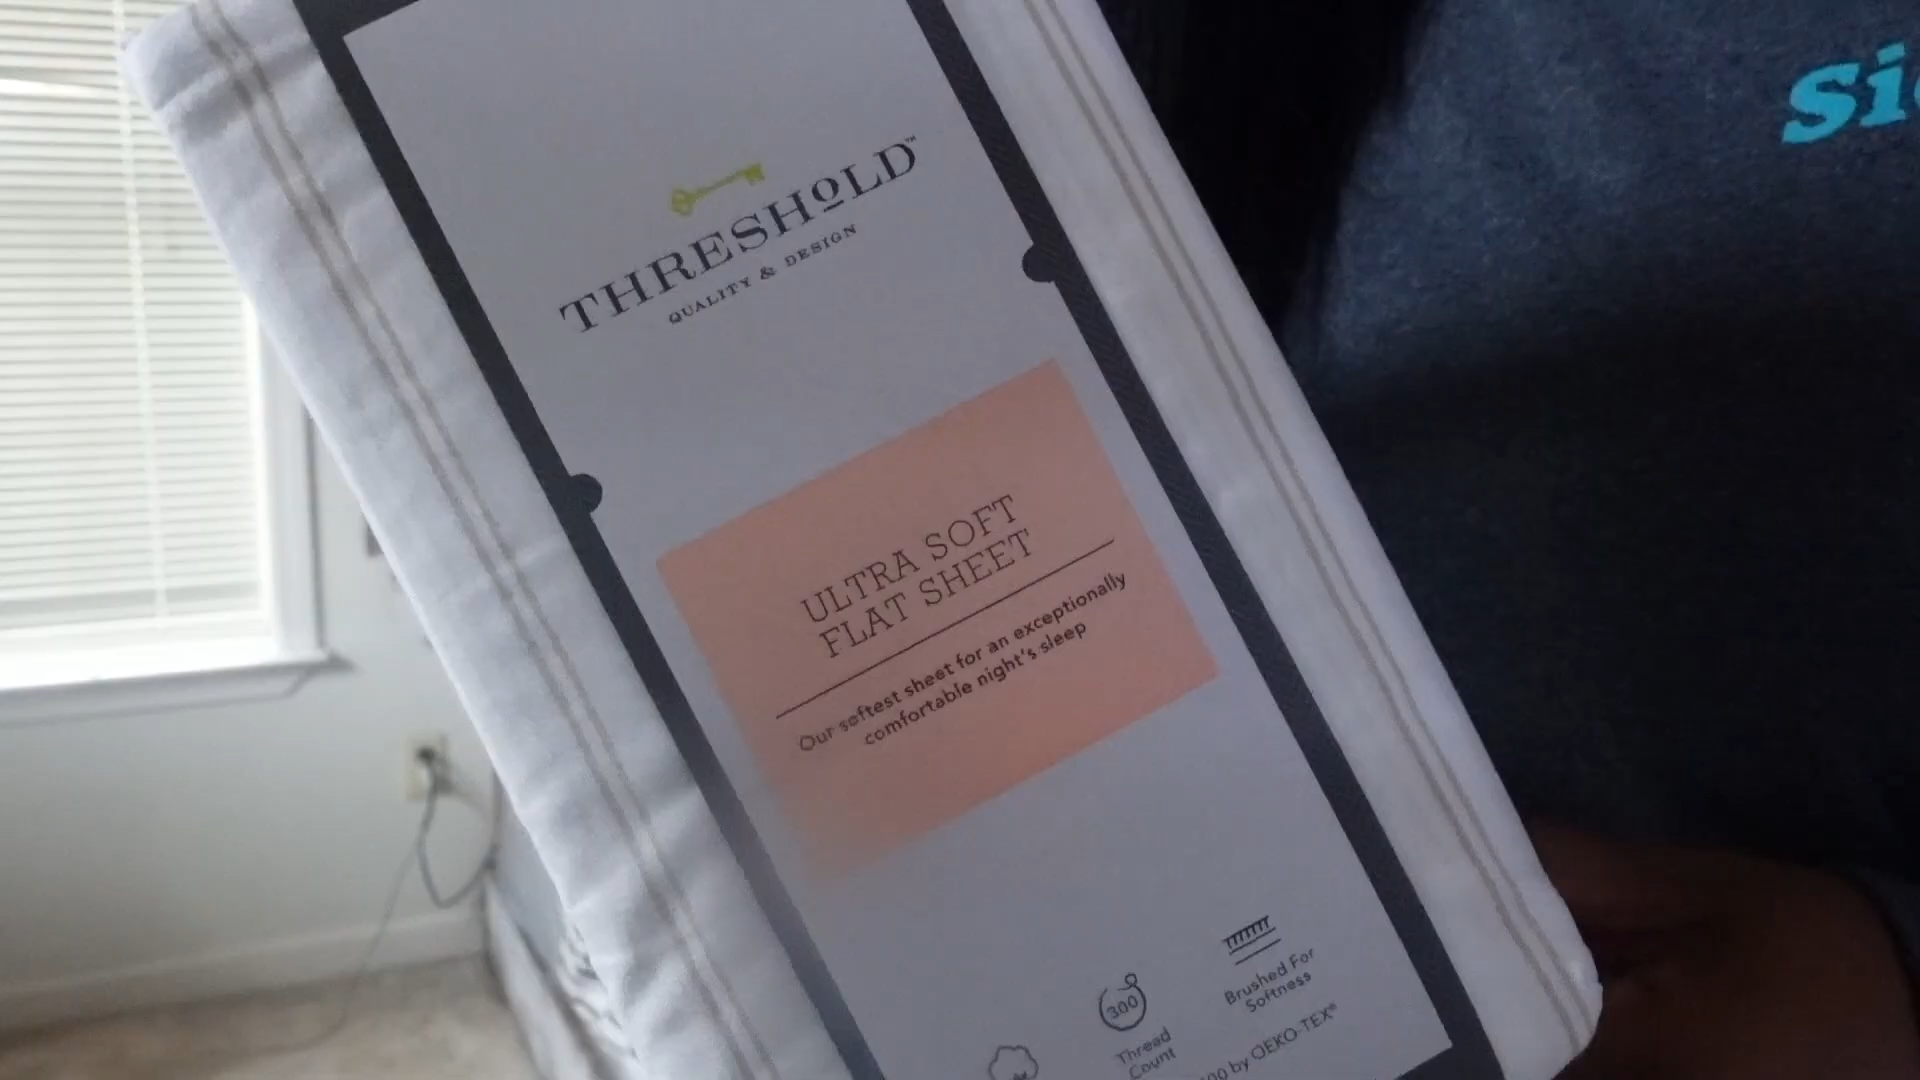 THRESHOLD™
QUALITY & DESIGN
ULTRA SOFT
FLAT SHEET
Our softest sheet for an exceptionally
comfortable night's sleep
300
Thread
Count
Brushed For
Softness
by OEKO-TEX®